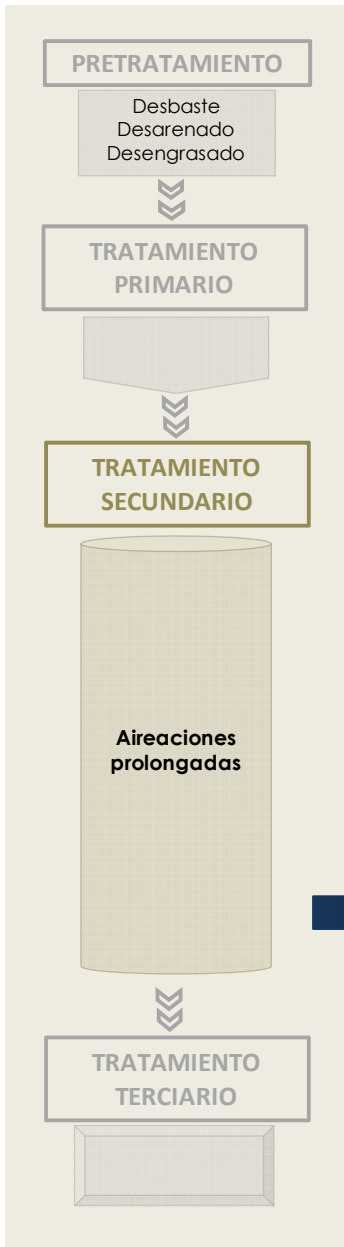 PRETRATAMIENTO
Desbaste
Desarenado
Desengrasado
TRATAMIENTO
PRIMARIO
TRATAMIENTO
SECUNDARIO
Aireaciones
prolongadas
TRATAMIENTO
TERCIARIO